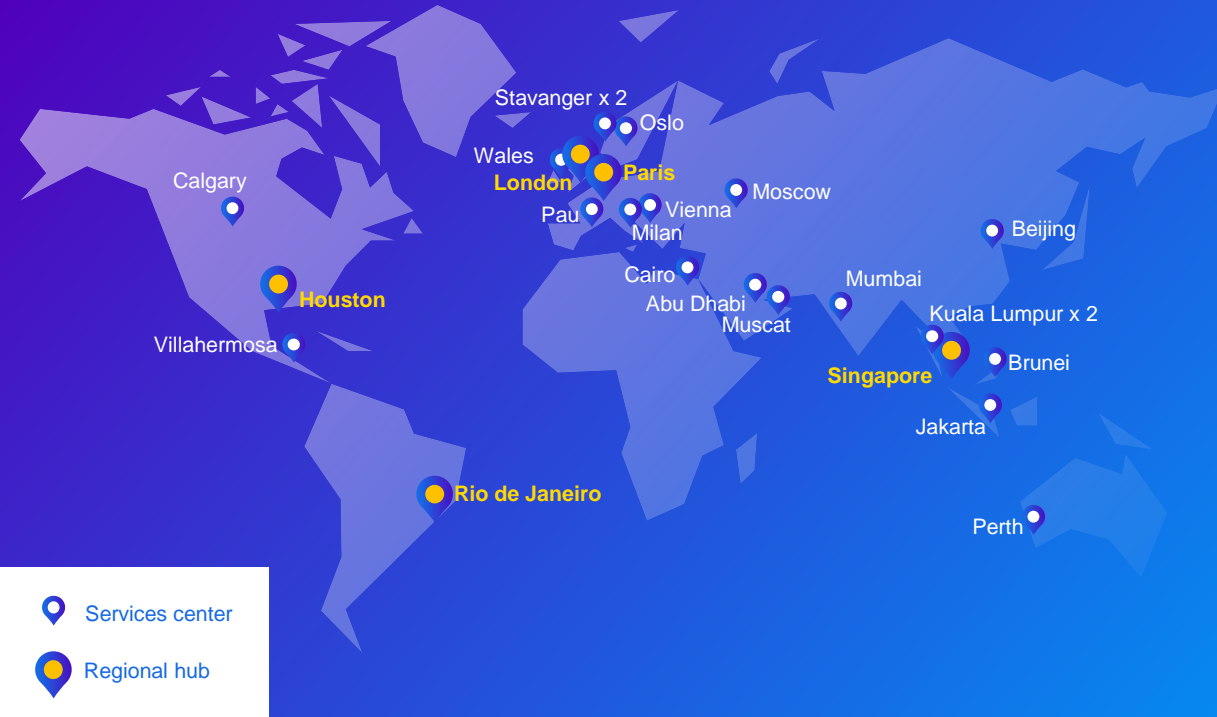 Stavanger x 2
Oslo
Wales
London
Paris
Calgary
Moscow
Pau
Vienna
Milan
Beijing
Cairo
Mumbai
Abu Dhabi
Houston
Muscat
Kuala Lumpur x 2
Villahermosa
Brunei
Singapore
Jakarta
Rio de Janeiro
Perth
Services center
Regional hub